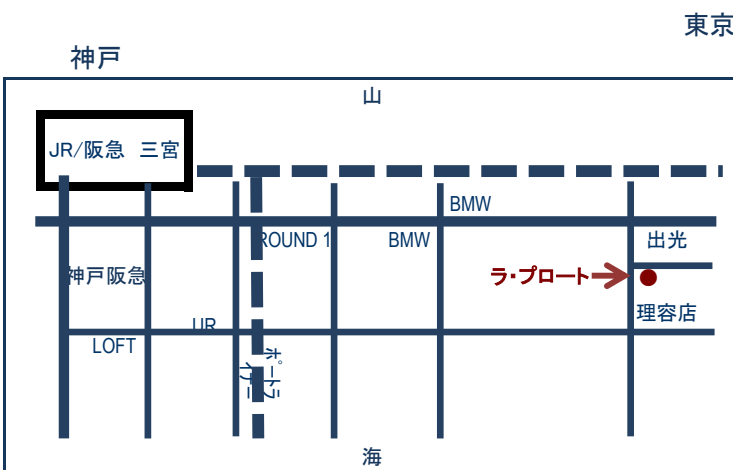 東京
神戸
山
JR/阪急 三宮
BMW
ROUND 1
BMW
出光
神戸阪急
ラ・プロート
理容店
UR
LOFT
ポートラ
イナー
海